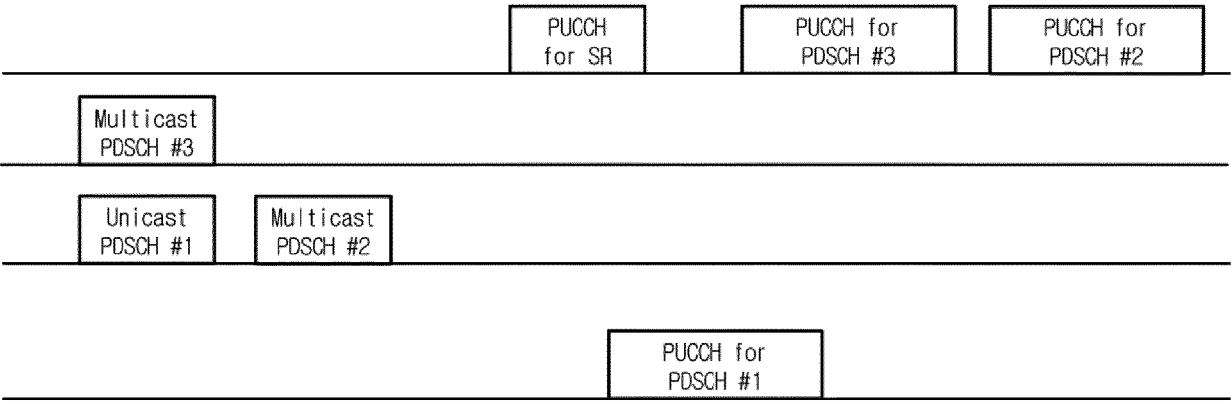 PUCCH
for SR
PUCCH for
PDSCH #3
PUCCH for
PDSCH #2
Multicast
PDSCH #3
Unicast
PDSCH #1
Multicast
PDSCH #2
PUCCH for
PDSCH #1